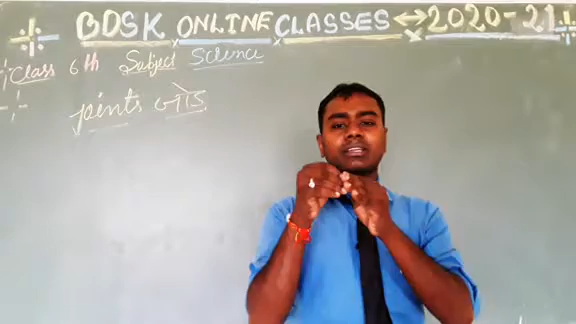 BDSK ONLINE CLASSES ↔ 2020-21
Class 6th Subject Science
joints